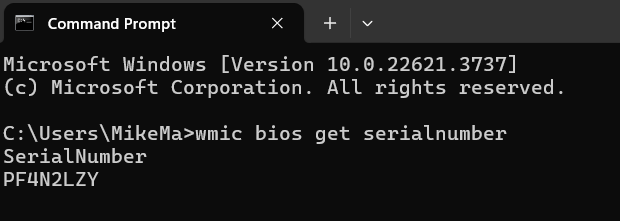 Command Prompt
Microsoft Windows [Version 10.0.22621.3737]
(c) Microsoft Corporation. All rights reserved.
C:\Users\MikeMa>wmic bios get serialnumber
SerialNumber
PF4N2LZY